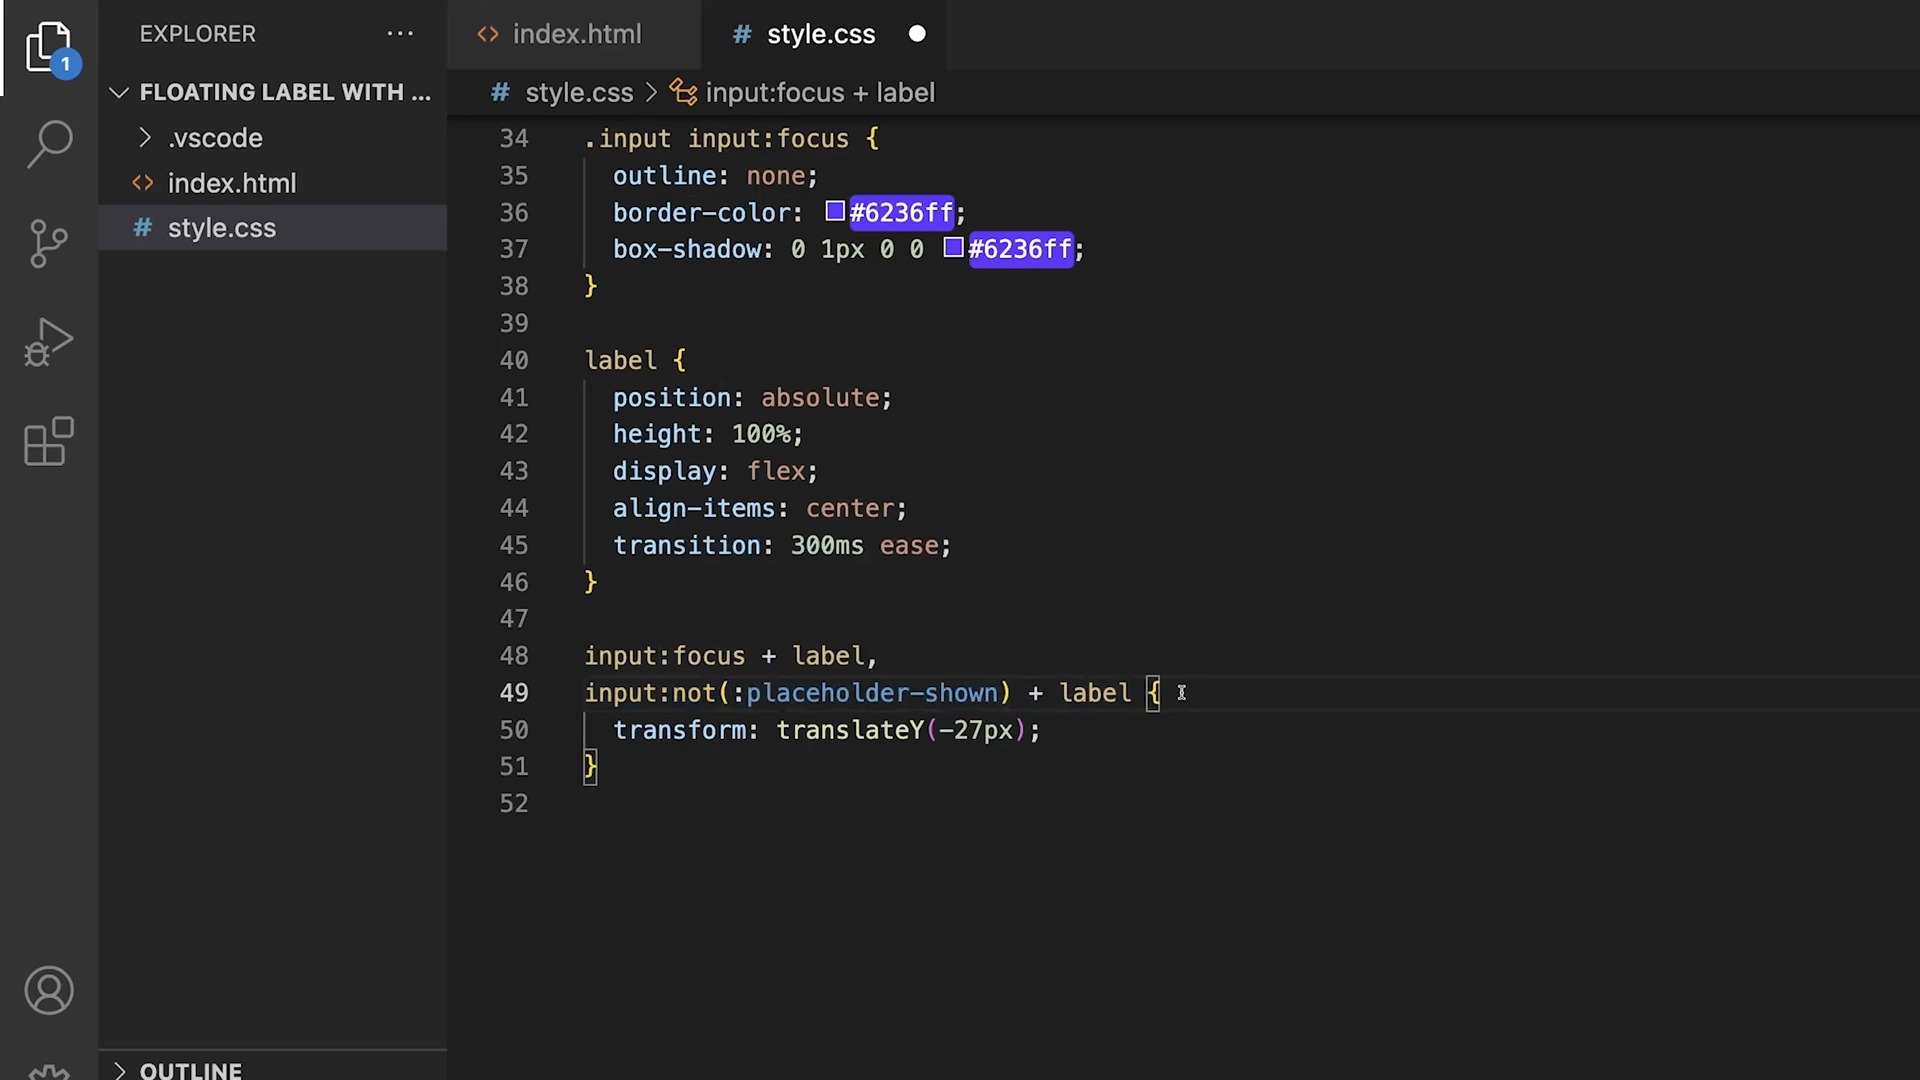 EXPLORER
1
FLOATING LABEL WITH ...
.vscode
index.html
# style.css
OUTLINE
index.html
# style.css
# style.css > input:focus + label
34 .input input:focus {
35 outline: none;
36 border-color: #6236ff;
37 box-shadow: 0 1px 0 0 #6236ff;
38 }
39
40 label {
41 position: absolute;
42 height: 100%;
43 display: flex;
44 align-items: center;
45 transition: 300ms ease;
46 }
47
48 input:focus + label,
49 input:not(:placeholder-shown) + label {
50 transform: translateY(-27px);
51 }
52